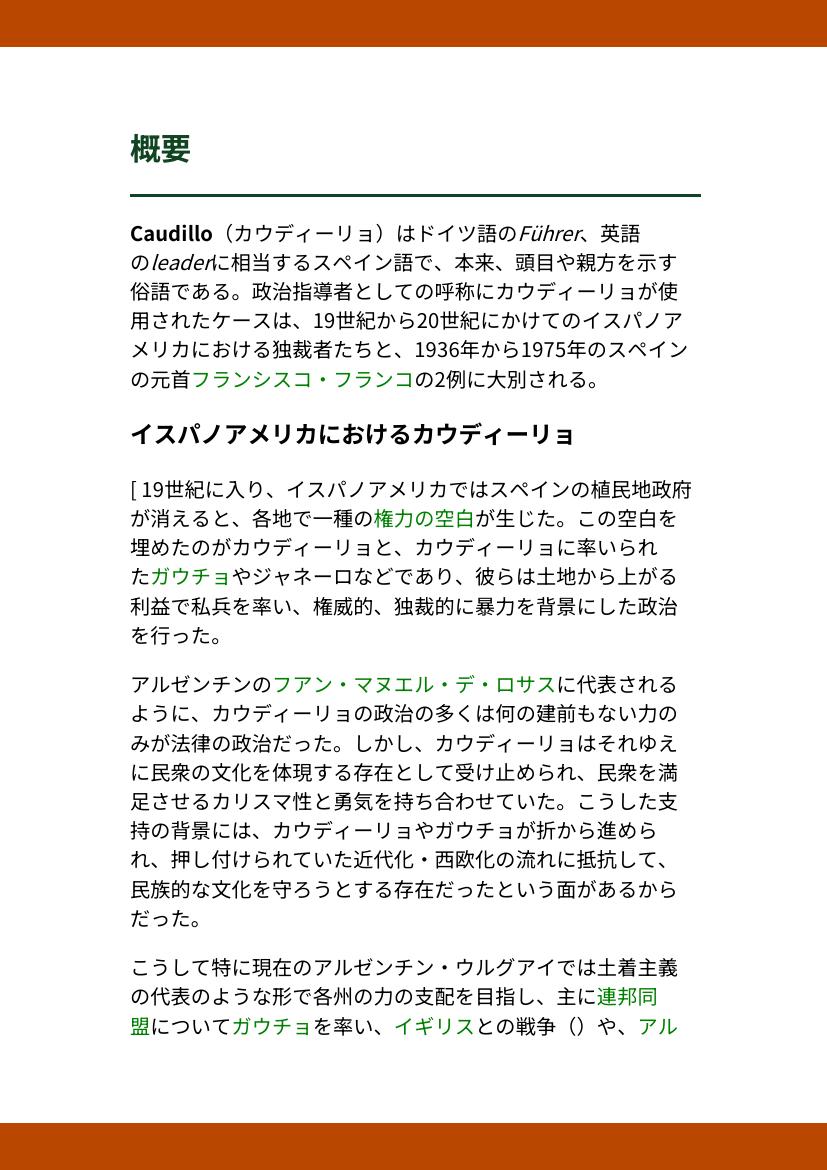 概要
Caudillo（カウディーリョ）はドイツ語のFührer、英語
のleaderに相当するスペイン語で、本来、頭目や親方を示す
俗語である。政治指導者としての呼称にカウディーリョが使
用されたケースは、19世紀から20世紀にかけてのイスパノア
メリカにおける独裁者たちと、1936年から1975年のスペイン
の元首フランシスコ・フランコの2例に大別される。
イスパノアメリカにおけるカウディーリョ
[ 19世紀に入り、イスパノアメリカではスペインの植民地政府
が消えると、各地で一種の権力の空白が生じた。この空白を
埋めたのがカウディーリョと、カウディーリョに率いられ
たガウチョやジャネーロなどであり、彼らは土地から上がる
利益で私兵を率い、権威的、独裁的に暴力を背景にした政治
を行った。
アルゼンチンのフアン・マヌエル・デ・ロサスに代表される
ように、カウディーリョの政治の多くは何の建前もない力の
みが法律の政治だった。しかし、カウディーリョはそれゆえ
に民衆の文化を体現する存在として受け止められ、民衆を満
足させるカリスマ性と勇気を持ち合わせていた。こうした支
持の背景には、カウディーリョやガウチョが折から進めら
れ、押し付けられていた近代化・西欧化の流れに抵抗して、
民族的な文化を守ろうとする存在だったという面があるから
だった。
こうして特に現在のアルゼンチン・ウルグアイでは土着主義
の代表のような形で各州の力の支配を目指し、主に連邦同
盟についてガウチョを率い、イギリスとの戦争（）や、アル